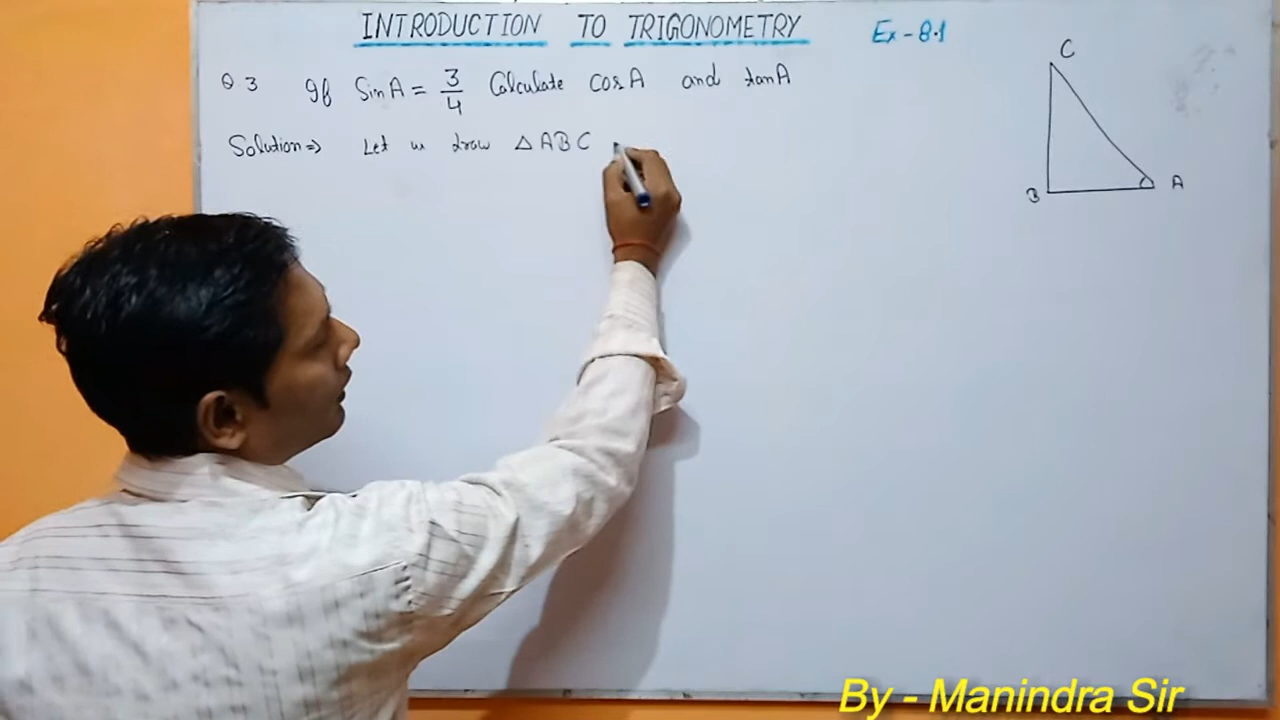 INTRODUCTION TO TRIGONOMETRY Ex-8.1
Q 3 If Sin A = 3/4 Calculate cos A and tan A
Solution ⇒ Let us draw △ABC
C
B A
By - Manindra Sir